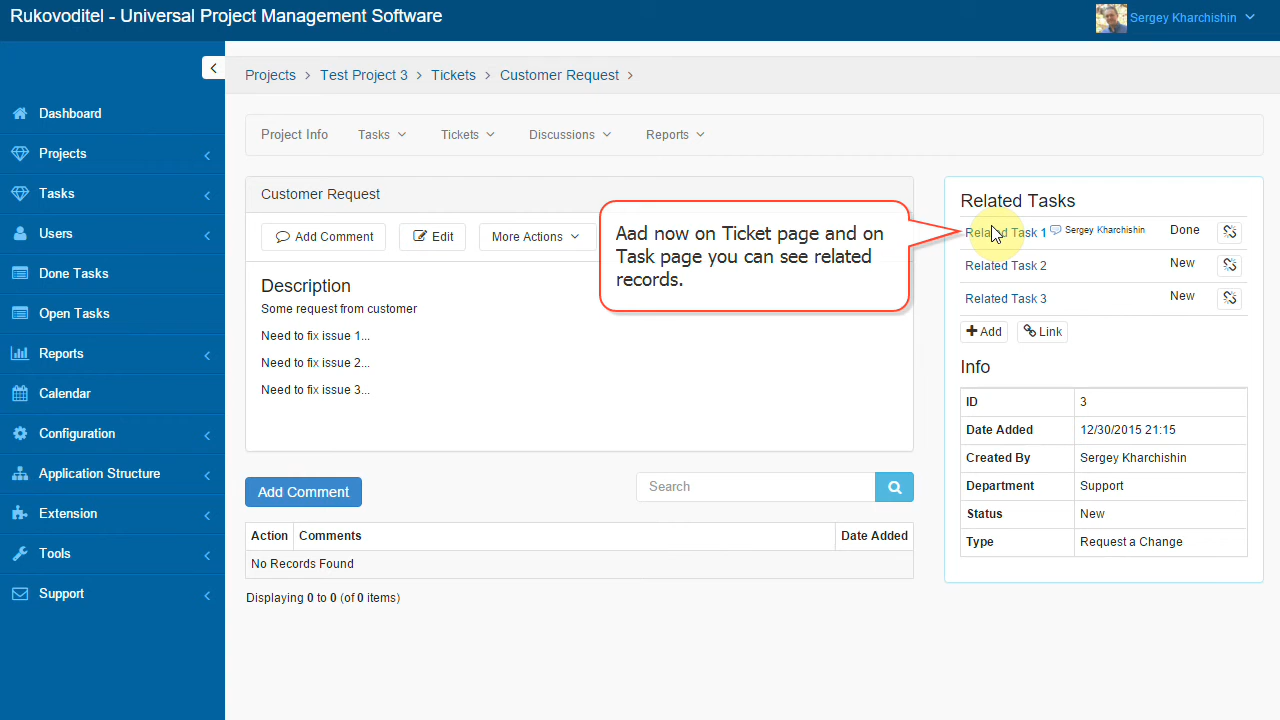 Rukovoditel - Universal Project Management Software
Sergey Kharchishin
Dashboard
Projects
Tasks
Users
Done Tasks
Open Tasks
Reports
Calendar
Configuration
Application Structure
Extension
Tools
Support
Projects > Test Project 3 > Tickets > Customer Request >
Project Info Tasks Tickets Discussions Reports
Customer Request
Add Comment Edit More Actions
Description
Some request from customer
Need to fix issue 1...
Need to fix issue 2...
Need to fix issue 3...
Aad now on Ticket page and on
Task page you can see related
records.
Add Comment
Search
Action Comments Date Added
No Records Found
Displaying 0 to 0 (of 0 items)
Related Tasks
Related Task 1 Sergey Kharchishin Done
Related Task 2 New
Related Task 3 New
Add Link
Info
ID 3
Date Added 12/30/2015 21:15
Created By Sergey Kharchishin
Department Support
Status New
Type Request a Change